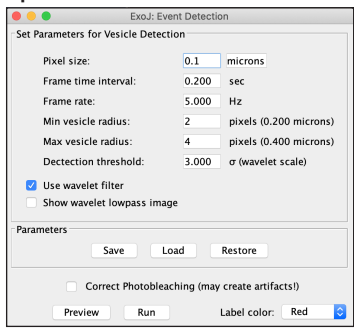 ExoJ: Event Detection
Set Parameters for Vesicle Detection
Pixel size: 0.1 microns
Frame time interval: 0.200 sec
Frame rate: 5.000 Hz
Min vesicle radius: 2 pixels (0.200 microns)
Max vesicle radius: 4 pixels (0.400 microns)
Dectection threshold: 3.000 σ (wavelet scale)
Use wavelet filter
Show wavelet lowpass image
Parameters
Save Load Restore
Correct Photobleaching (may create artifacts!)
Preview Run Label color: Red